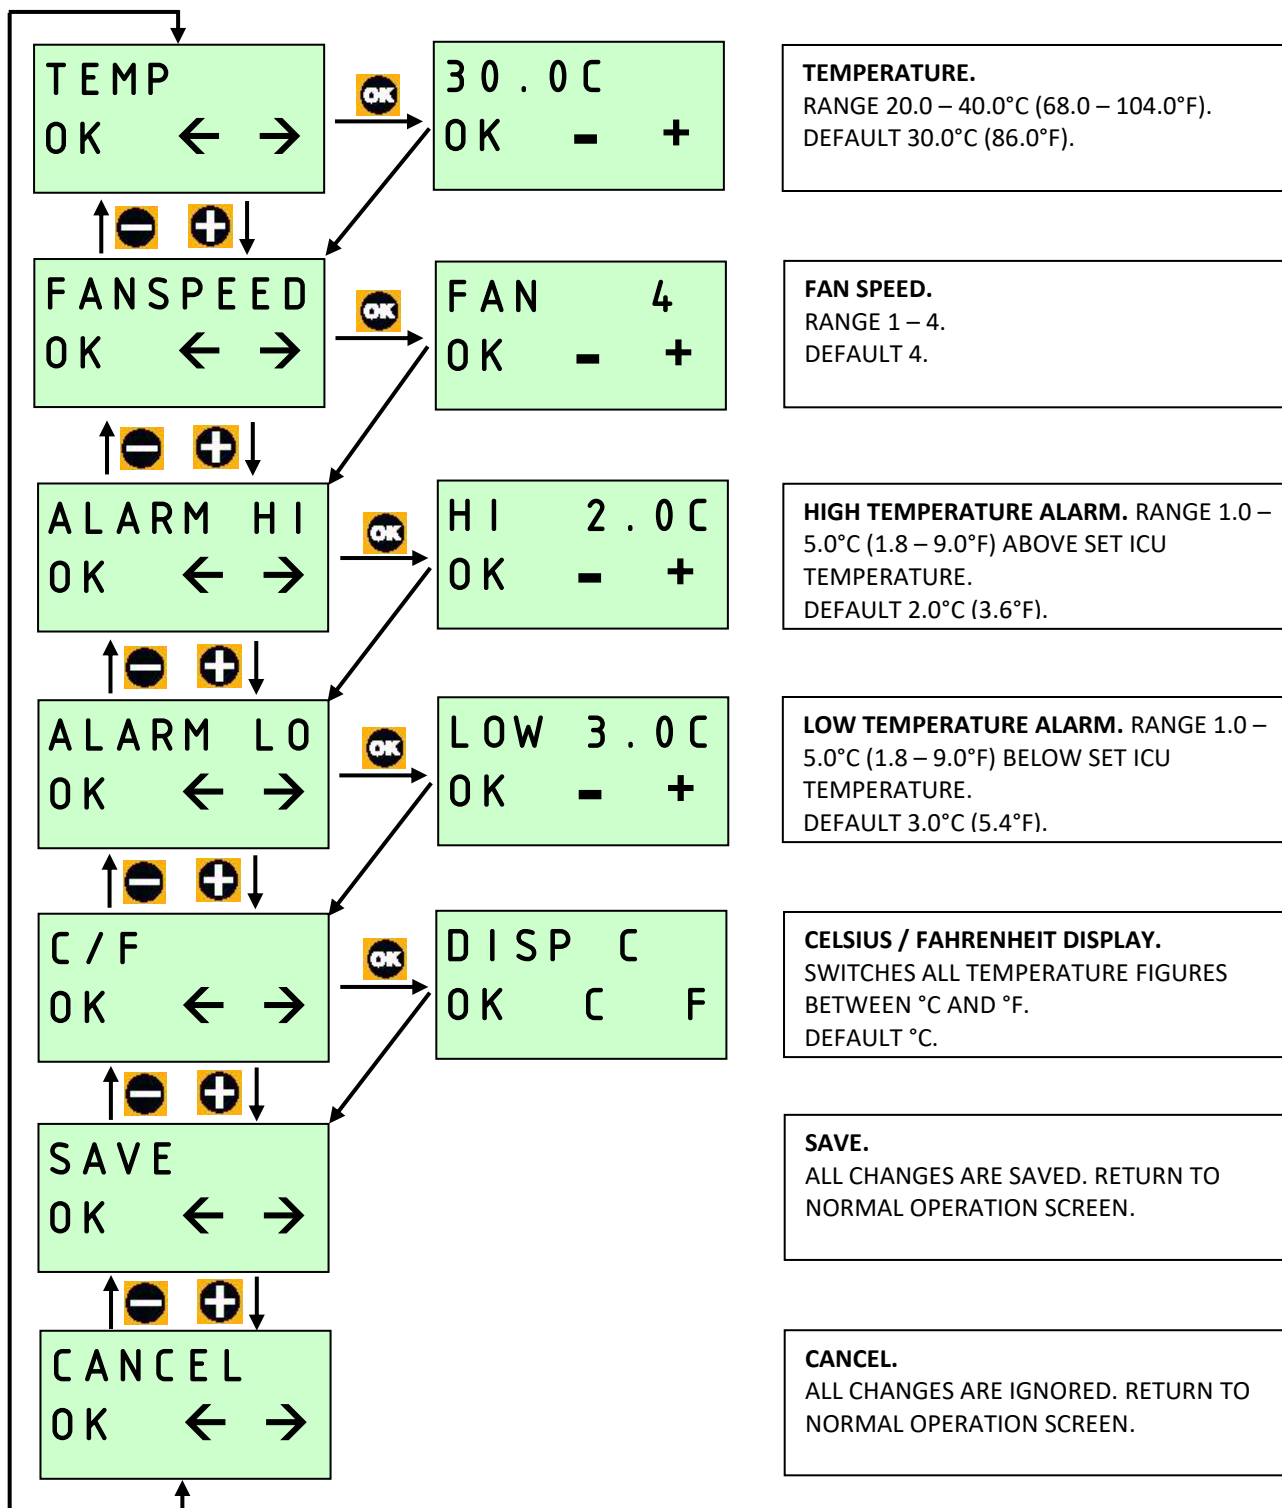 TEMP
OK ← →
OK
30.0C
OK - +
TEMPERATURE.
RANGE 20.0 – 40.0°C (68.0 – 104.0°F).
DEFAULT 30.0°C (86.0°F).
− +
FANSPEED
OK ← →
OK
FAN 4
OK - +
FAN SPEED.
RANGE 1 – 4.
DEFAULT 4.
− +
ALARM HI
OK ← →
OK
HI 2.0C
OK - +
HIGH TEMPERATURE ALARM. RANGE 1.0 –
5.0°C (1.8 – 9.0°F) ABOVE SET ICU
TEMPERATURE.
DEFAULT 2.0°C (3.6°F).
− +
ALARM LO
OK ← →
OK
LOW 3.0C
OK - +
LOW TEMPERATURE ALARM. RANGE 1.0 –
5.0°C (1.8 – 9.0°F) BELOW SET ICU
TEMPERATURE.
DEFAULT 3.0°C (5.4°F).
− +
C/F
OK ← →
OK
DISP C
OK C F
CELSIUS / FAHRENHEIT DISPLAY.
SWITCHES ALL TEMPERATURE FIGURES
BETWEEN °C AND °F.
DEFAULT °C.
− +
SAVE
OK ← →
SAVE.
ALL CHANGES ARE SAVED. RETURN TO
NORMAL OPERATION SCREEN.
− +
CANCEL
OK ← →
CANCEL.
ALL CHANGES ARE IGNORED. RETURN TO
NORMAL OPERATION SCREEN.